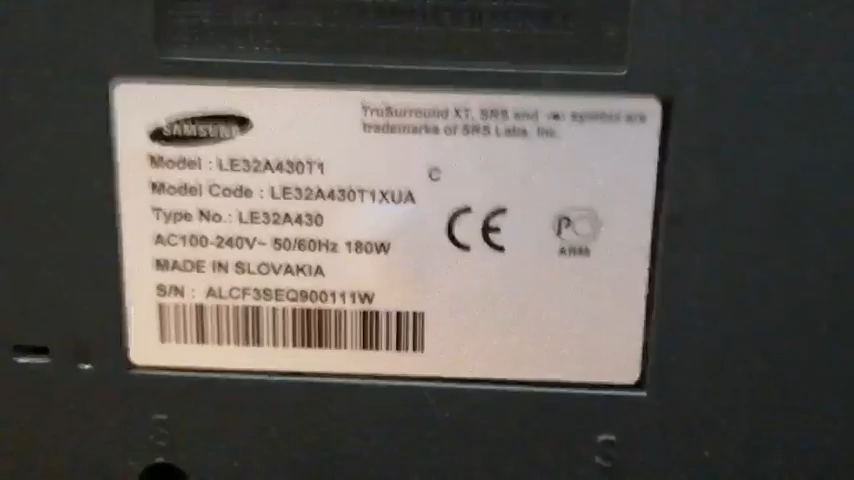 SAMSUNG
TruSurround XT, SRS and symbol are
trademarks of SRS Labs, Inc.
Model : LE32A430T1
Model Code : LE32A430T1XUA
Type No.: LE32A430
AC100-240V~ 50/60Hz 180W
MADE IN SLOVAKIA
S/N : ALCF3SEQ900111W
C
CE